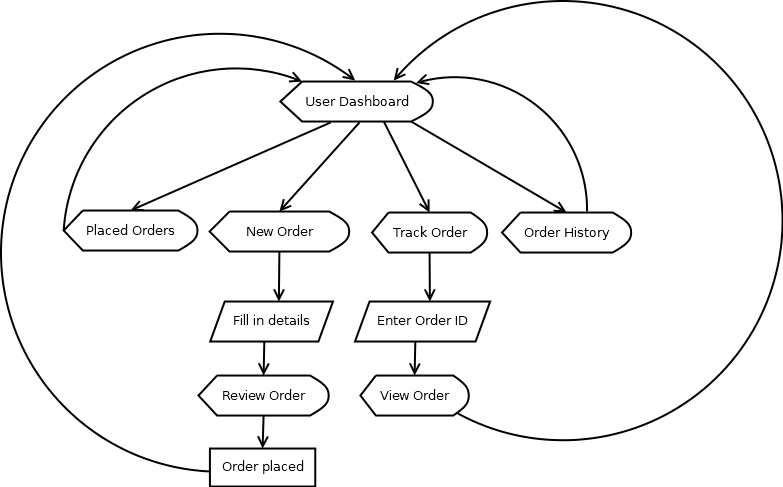 User Dashboard
Placed Orders
New Order
Track Order
Order History
Fill in details
Enter Order ID
Review Order
View Order
Order placed